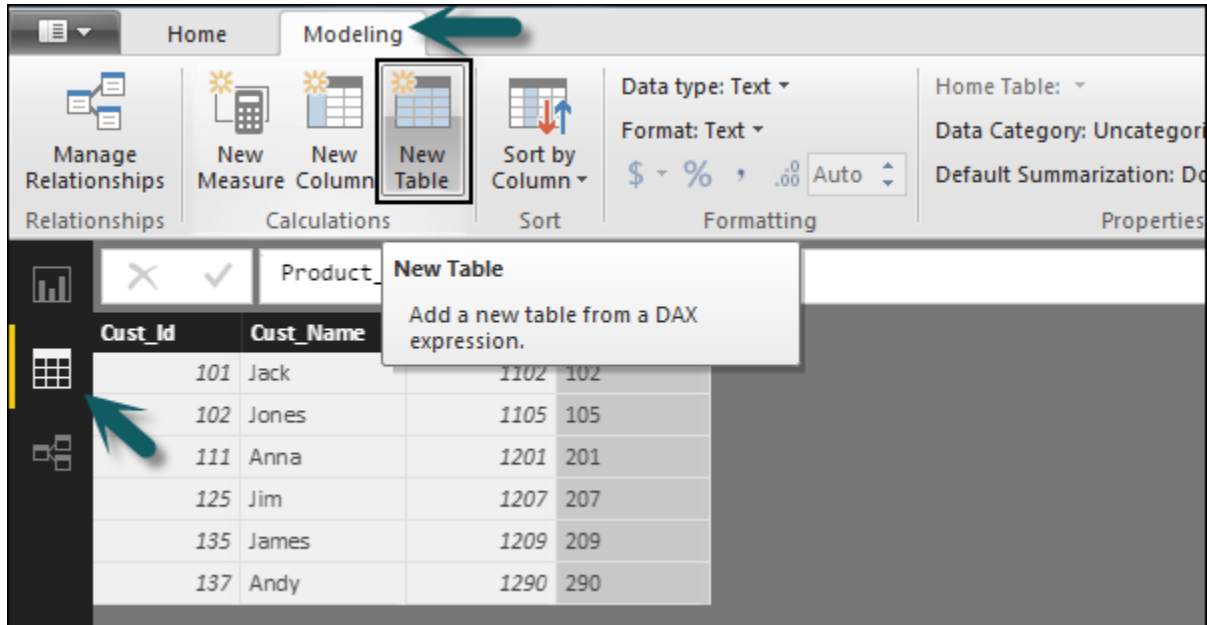 Home Modeling
Manage Relationships
New Measure
New Column
New Table
Sort by Column
Data type: Text
Format: Text
$ % , .00 Auto
Home Table:
Data Category: Uncategori
Default Summarization: Do
Relationships Calculations Sort Formatting Properties
Product_
New Table
Add a new table from a DAX
expression.
Cust_Id Cust_Name
101 Jack 1102 102
102 Jones 1105 105
111 Anna 1201 201
125 Jim 1207 207
135 James 1209 209
137 Andy 1290 290